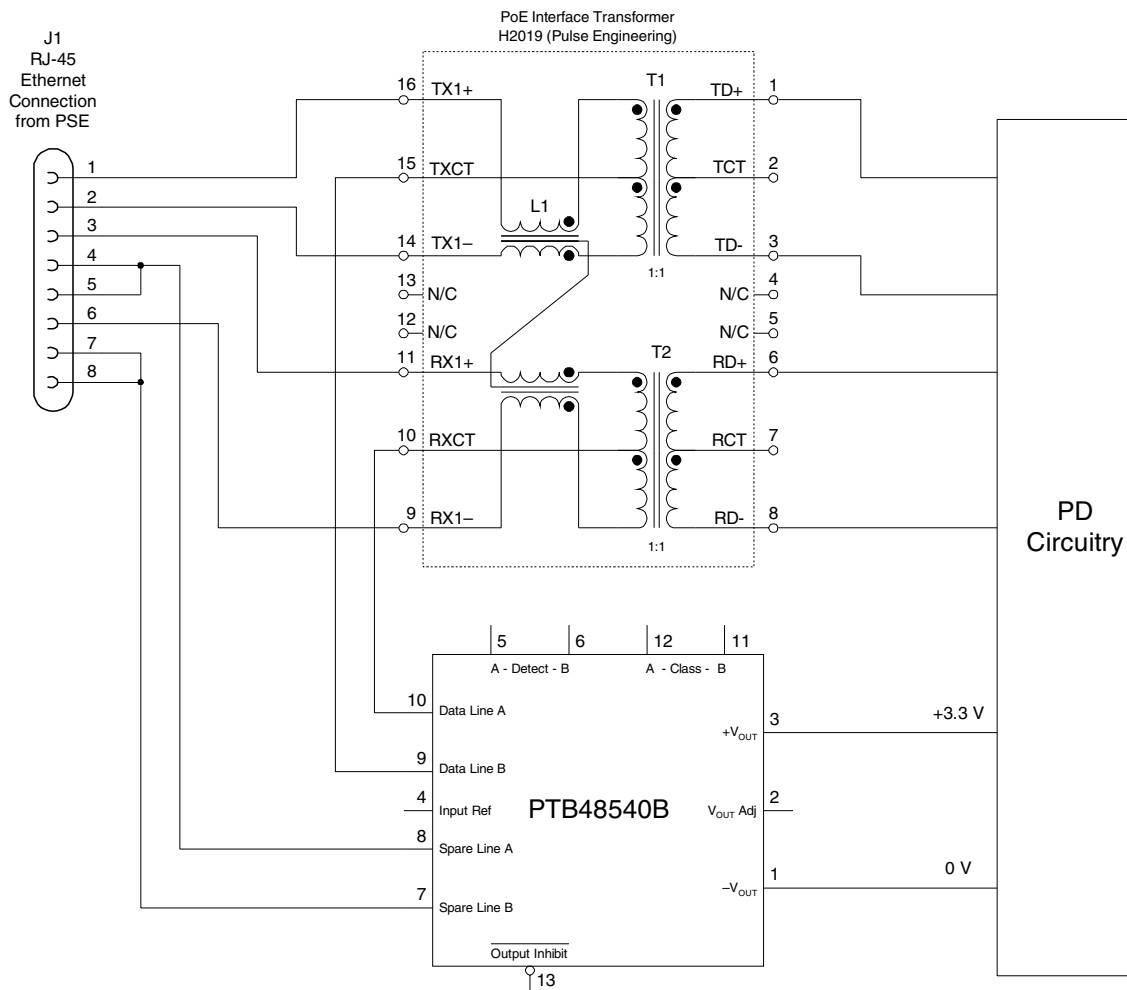 PoE Interface Transformer
H2019 (Pulse Engineering)
J1
RJ-45
Ethernet
Connection
from PSE
1
2
3
4
5
6
7
8
16 TX1+
15 TXCT
14 TX1–
13 N/C
12 N/C
11 RX1+
10 RXCT
9 RX1–
L1
T1
1:1
T2
1:1
TD+ 1
TCT 2
TD- 3
N/C 4
N/C 5
RD+ 6
RCT 7
RD- 8
PD
Circuitry
5 6 12 11
A - Detect - B A - Class - B
10 Data Line A
9 Data Line B
4 Input Ref
8 Spare Line A
7 Spare Line B
PTB48540B
+VOUT 3
+3.3 V
VOUT Adj 2
–VOUT 1
0 V
Output Inhibit
13